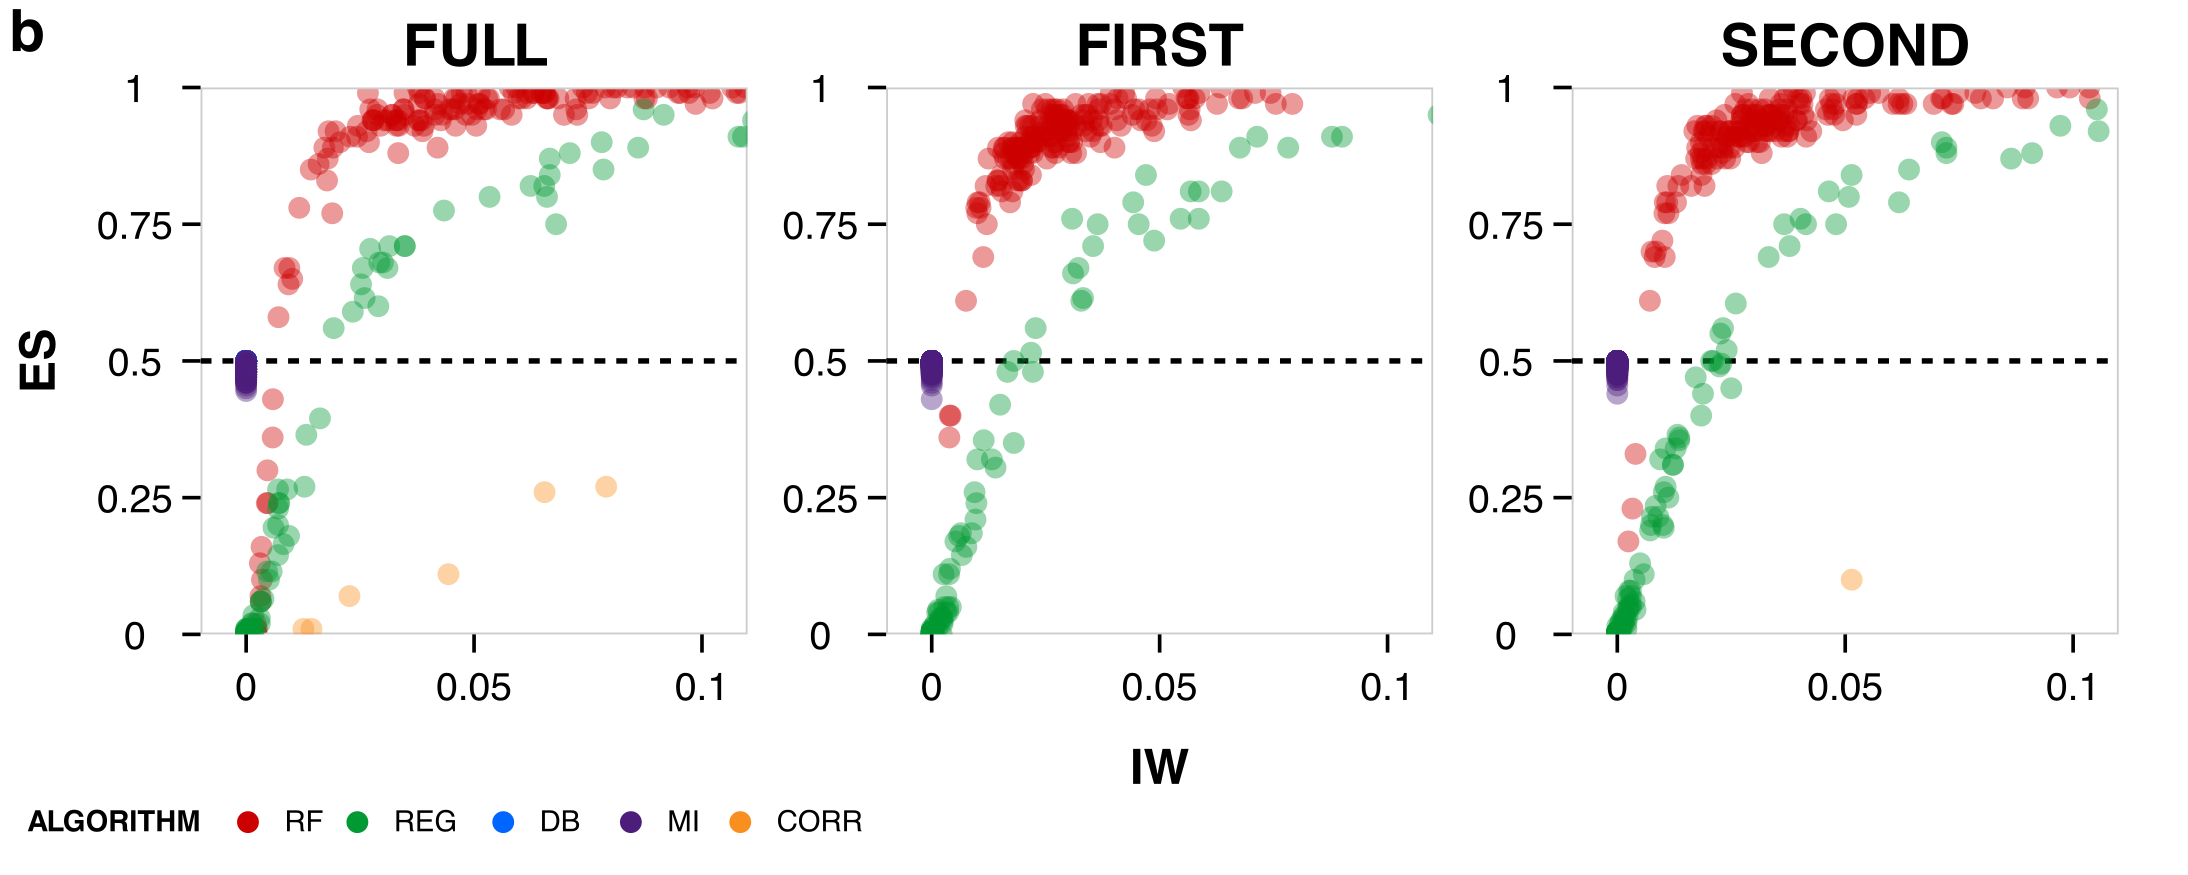 b
FULL FIRST SECOND
1 1 1
0.75 0.75 0.75
0.5 0.5 0.5
0.25 0.25 0.25
0 0 0
ES
0 0.05 0.1 0 0.05 0.1 0 0.05 0.1
IW
ALGORITHM RF REG DB MI CORR